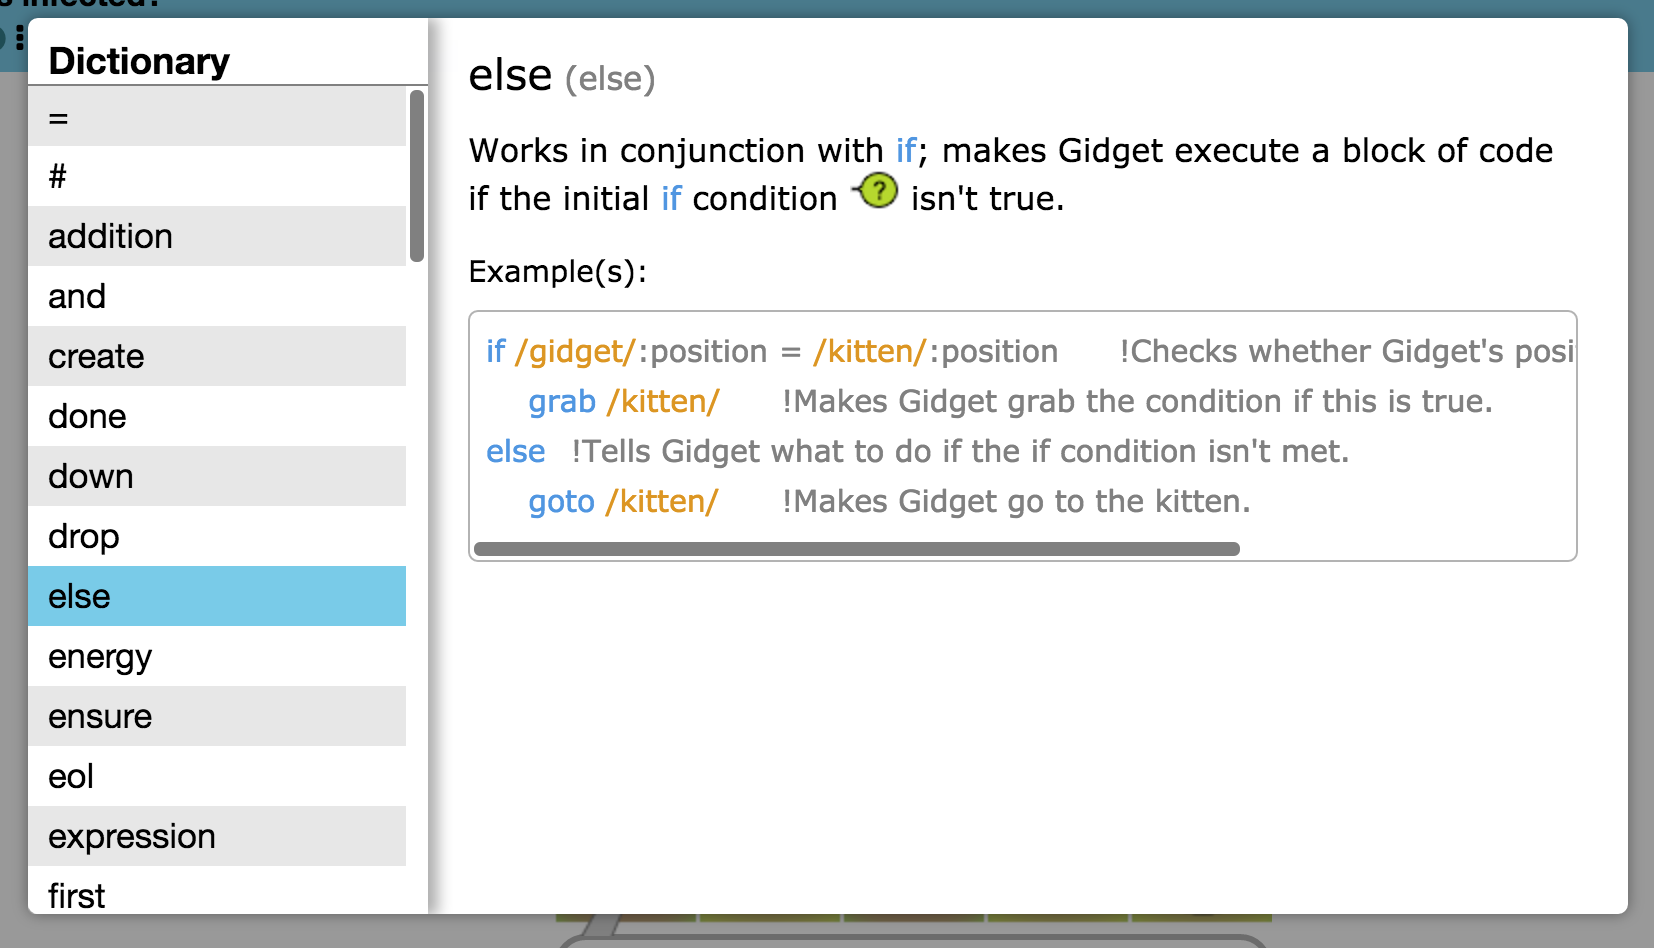 s infected?
Dictionary
=
#
addition
and
create
done
down
drop
else
energy
ensure
eol
expression
first
else (else)
Works in conjunction with if; makes Gidget execute a block of code
if the initial if condition ? isn't true.
Example(s):
if /gidget/:position = /kitten/:position !Checks whether Gidget's posi
grab /kitten/ !Makes Gidget grab the condition if this is true.
else !Tells Gidget what to do if the if condition isn't met.
goto /kitten/ !Makes Gidget go to the kitten.